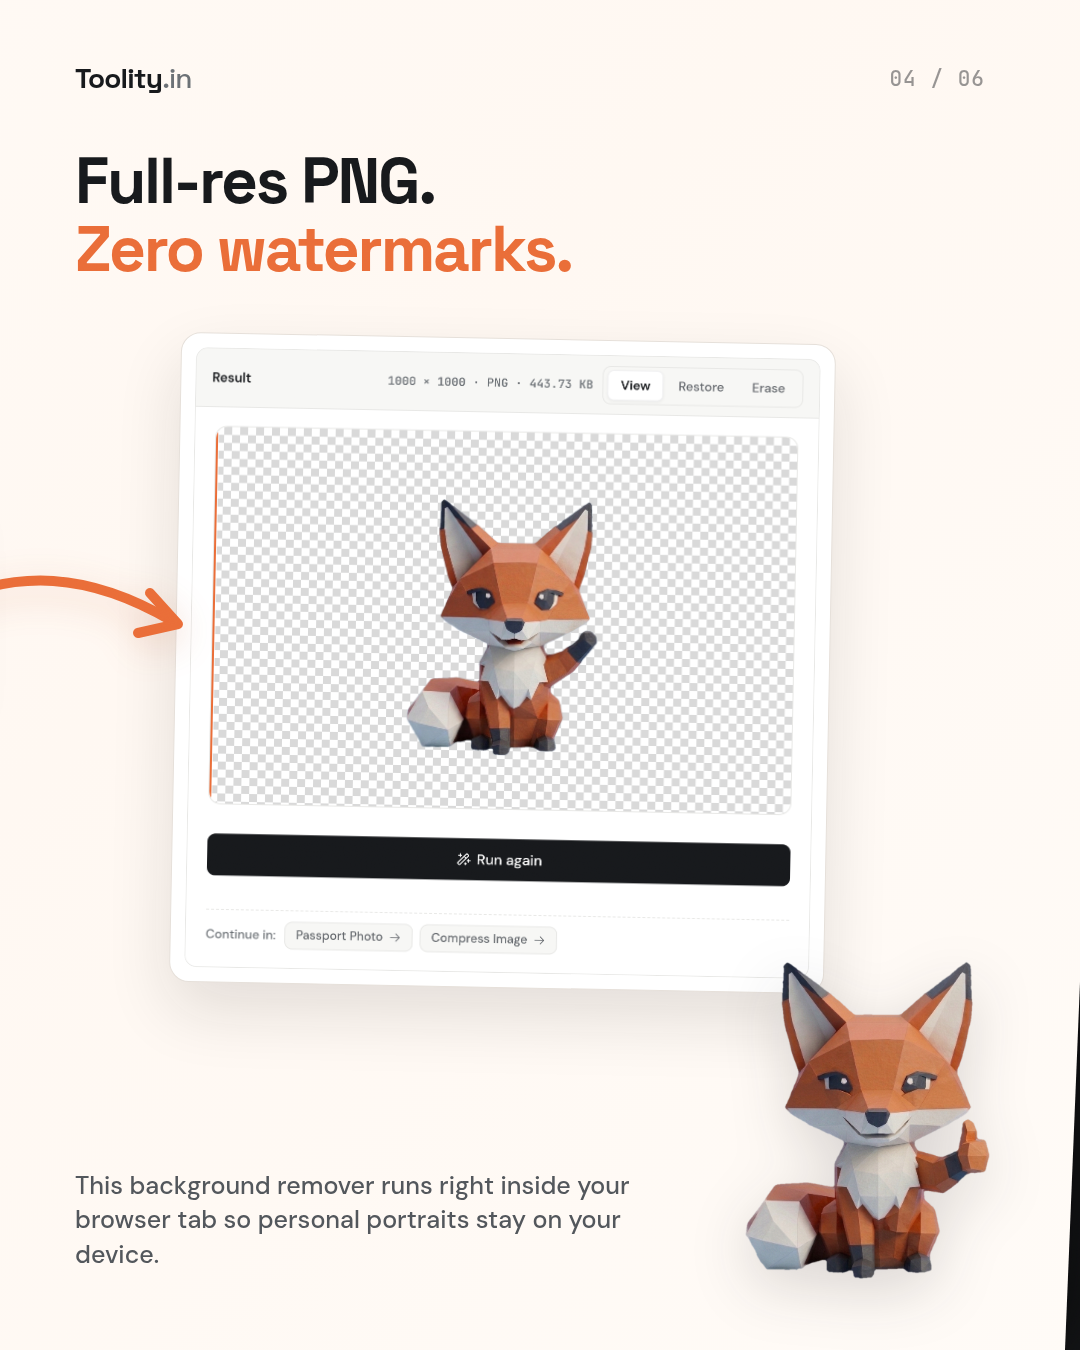 Toolity.in
04 / 06
Full-res PNG.
Zero watermarks.
Result
1000 × 1000 · PNG · 443.73 KB
View
Restore
Erase
Run again
Continue in:
Passport Photo →
Compress Image →
This background remover runs right inside your
browser tab so personal portraits stay on your
device.